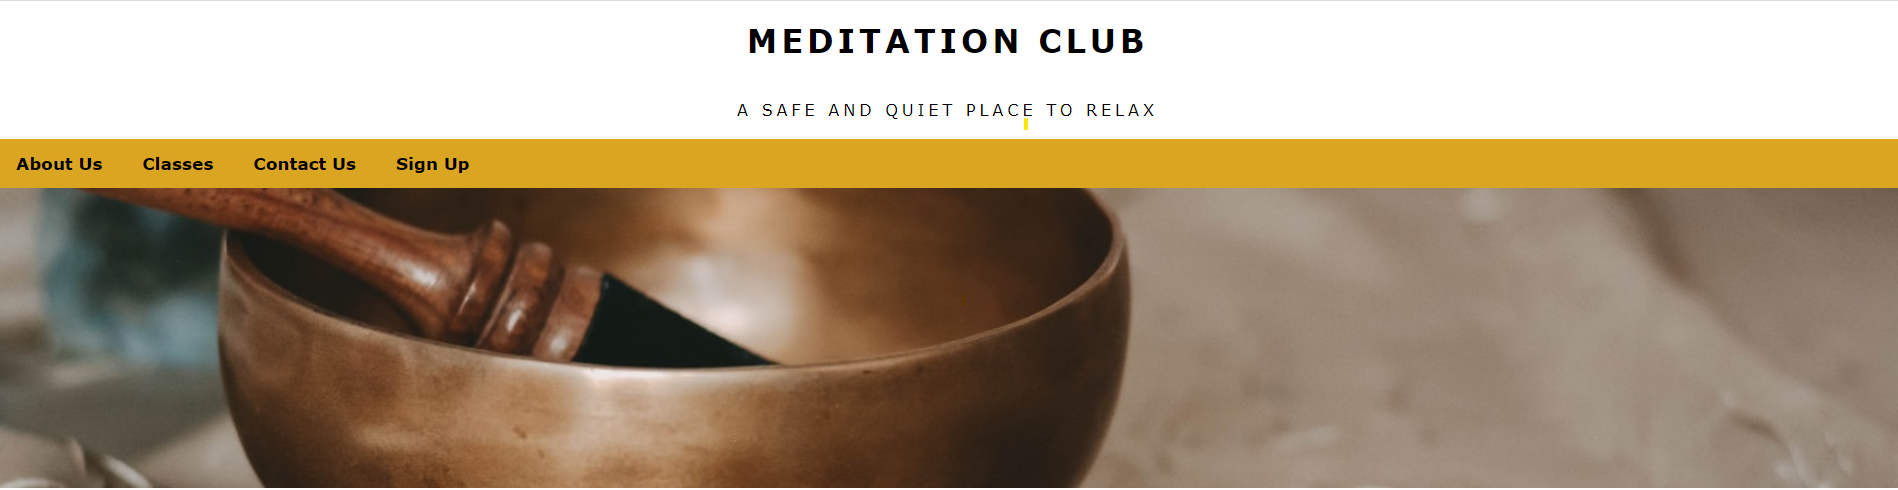 MEDITATION CLUB
A SAFE AND QUIET PLACE TO RELAX
About Us Classes Contact Us Sign Up